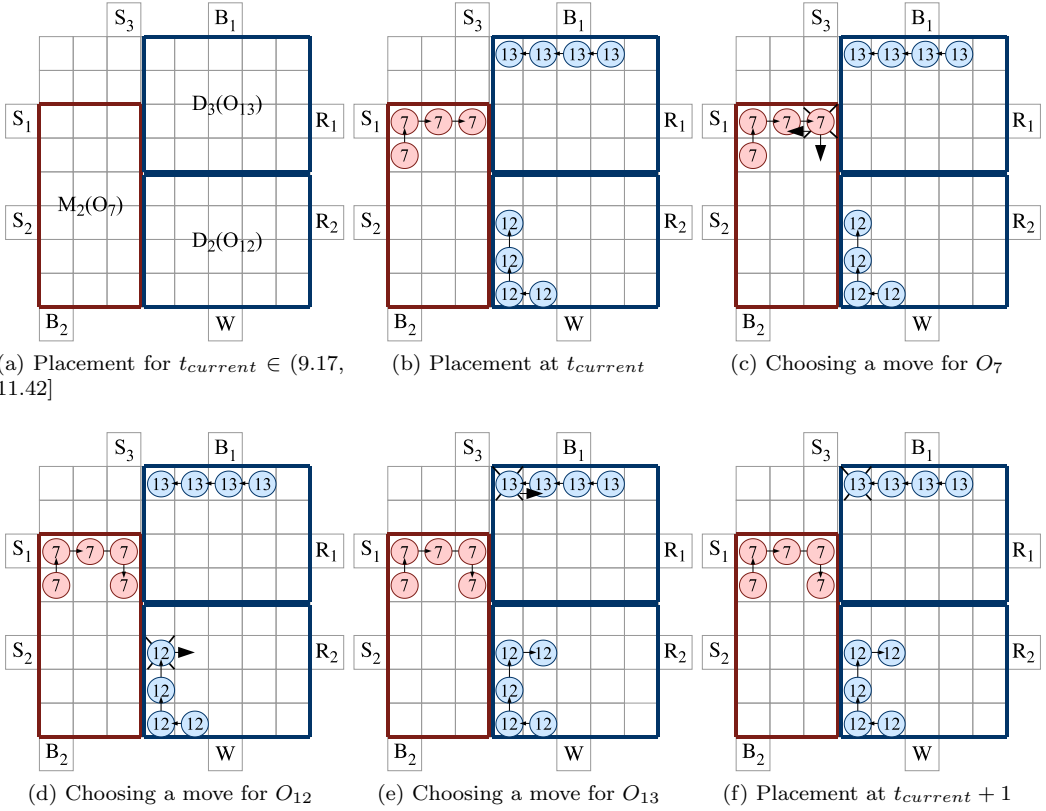 S3 B1 S3 B1 S3 B1
13 13 13 13 13 13 13 13
D3(O13)
S1 R1 S1 7 7 7 R1 S1 7 7 7 R1
7 7
M2(O7)
S2 R2 S2 12 R2 S2 12 R2
D2(O12)
12 12
12 12 12 12
B2 W B2 W B2 W
(a) Placement for t_current ∈ (9.17, (b) Placement at t_current (c) Choosing a move for O7
11.42]
S3 B1 S3 B1 S3 B1
13 13 13 13 13 13 13 13 13 13 13 13
S1 7 7 7 R1 S1 7 7 7 R1 S1 7 7 7 R1
7 7 7 7 7 7
S2 12 R2 S2 12 12 R2 S2 12 12 R2
12 12 12
12 12 12 12 12 12
B2 W B2 W B2 W
(d) Choosing a move for O12 (e) Choosing a move for O13 (f) Placement at t_current + 1